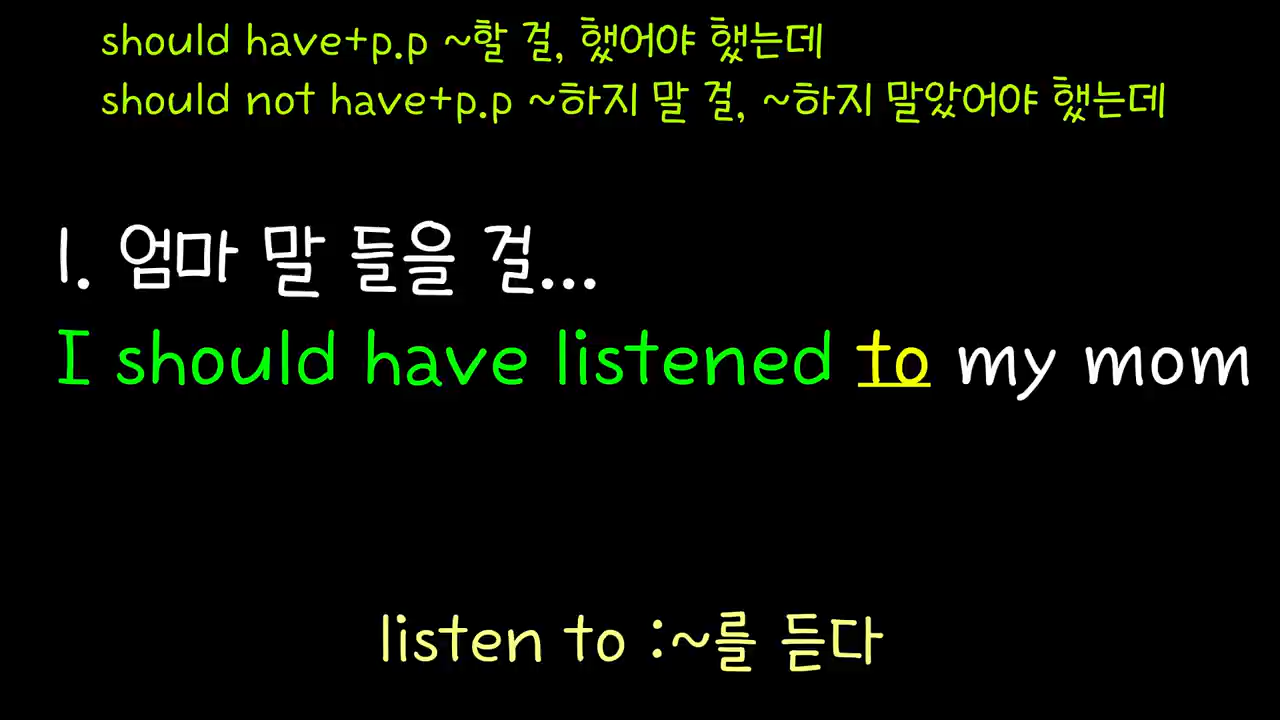 should have+p.p ~할 걸, 했어야 했는데
should not have+p.p ~하지 말 걸, ~하지 말았어야 했는데
1. 엄마 말 들을 걸...
I should have listened to my mom
listen to :~를 듣다